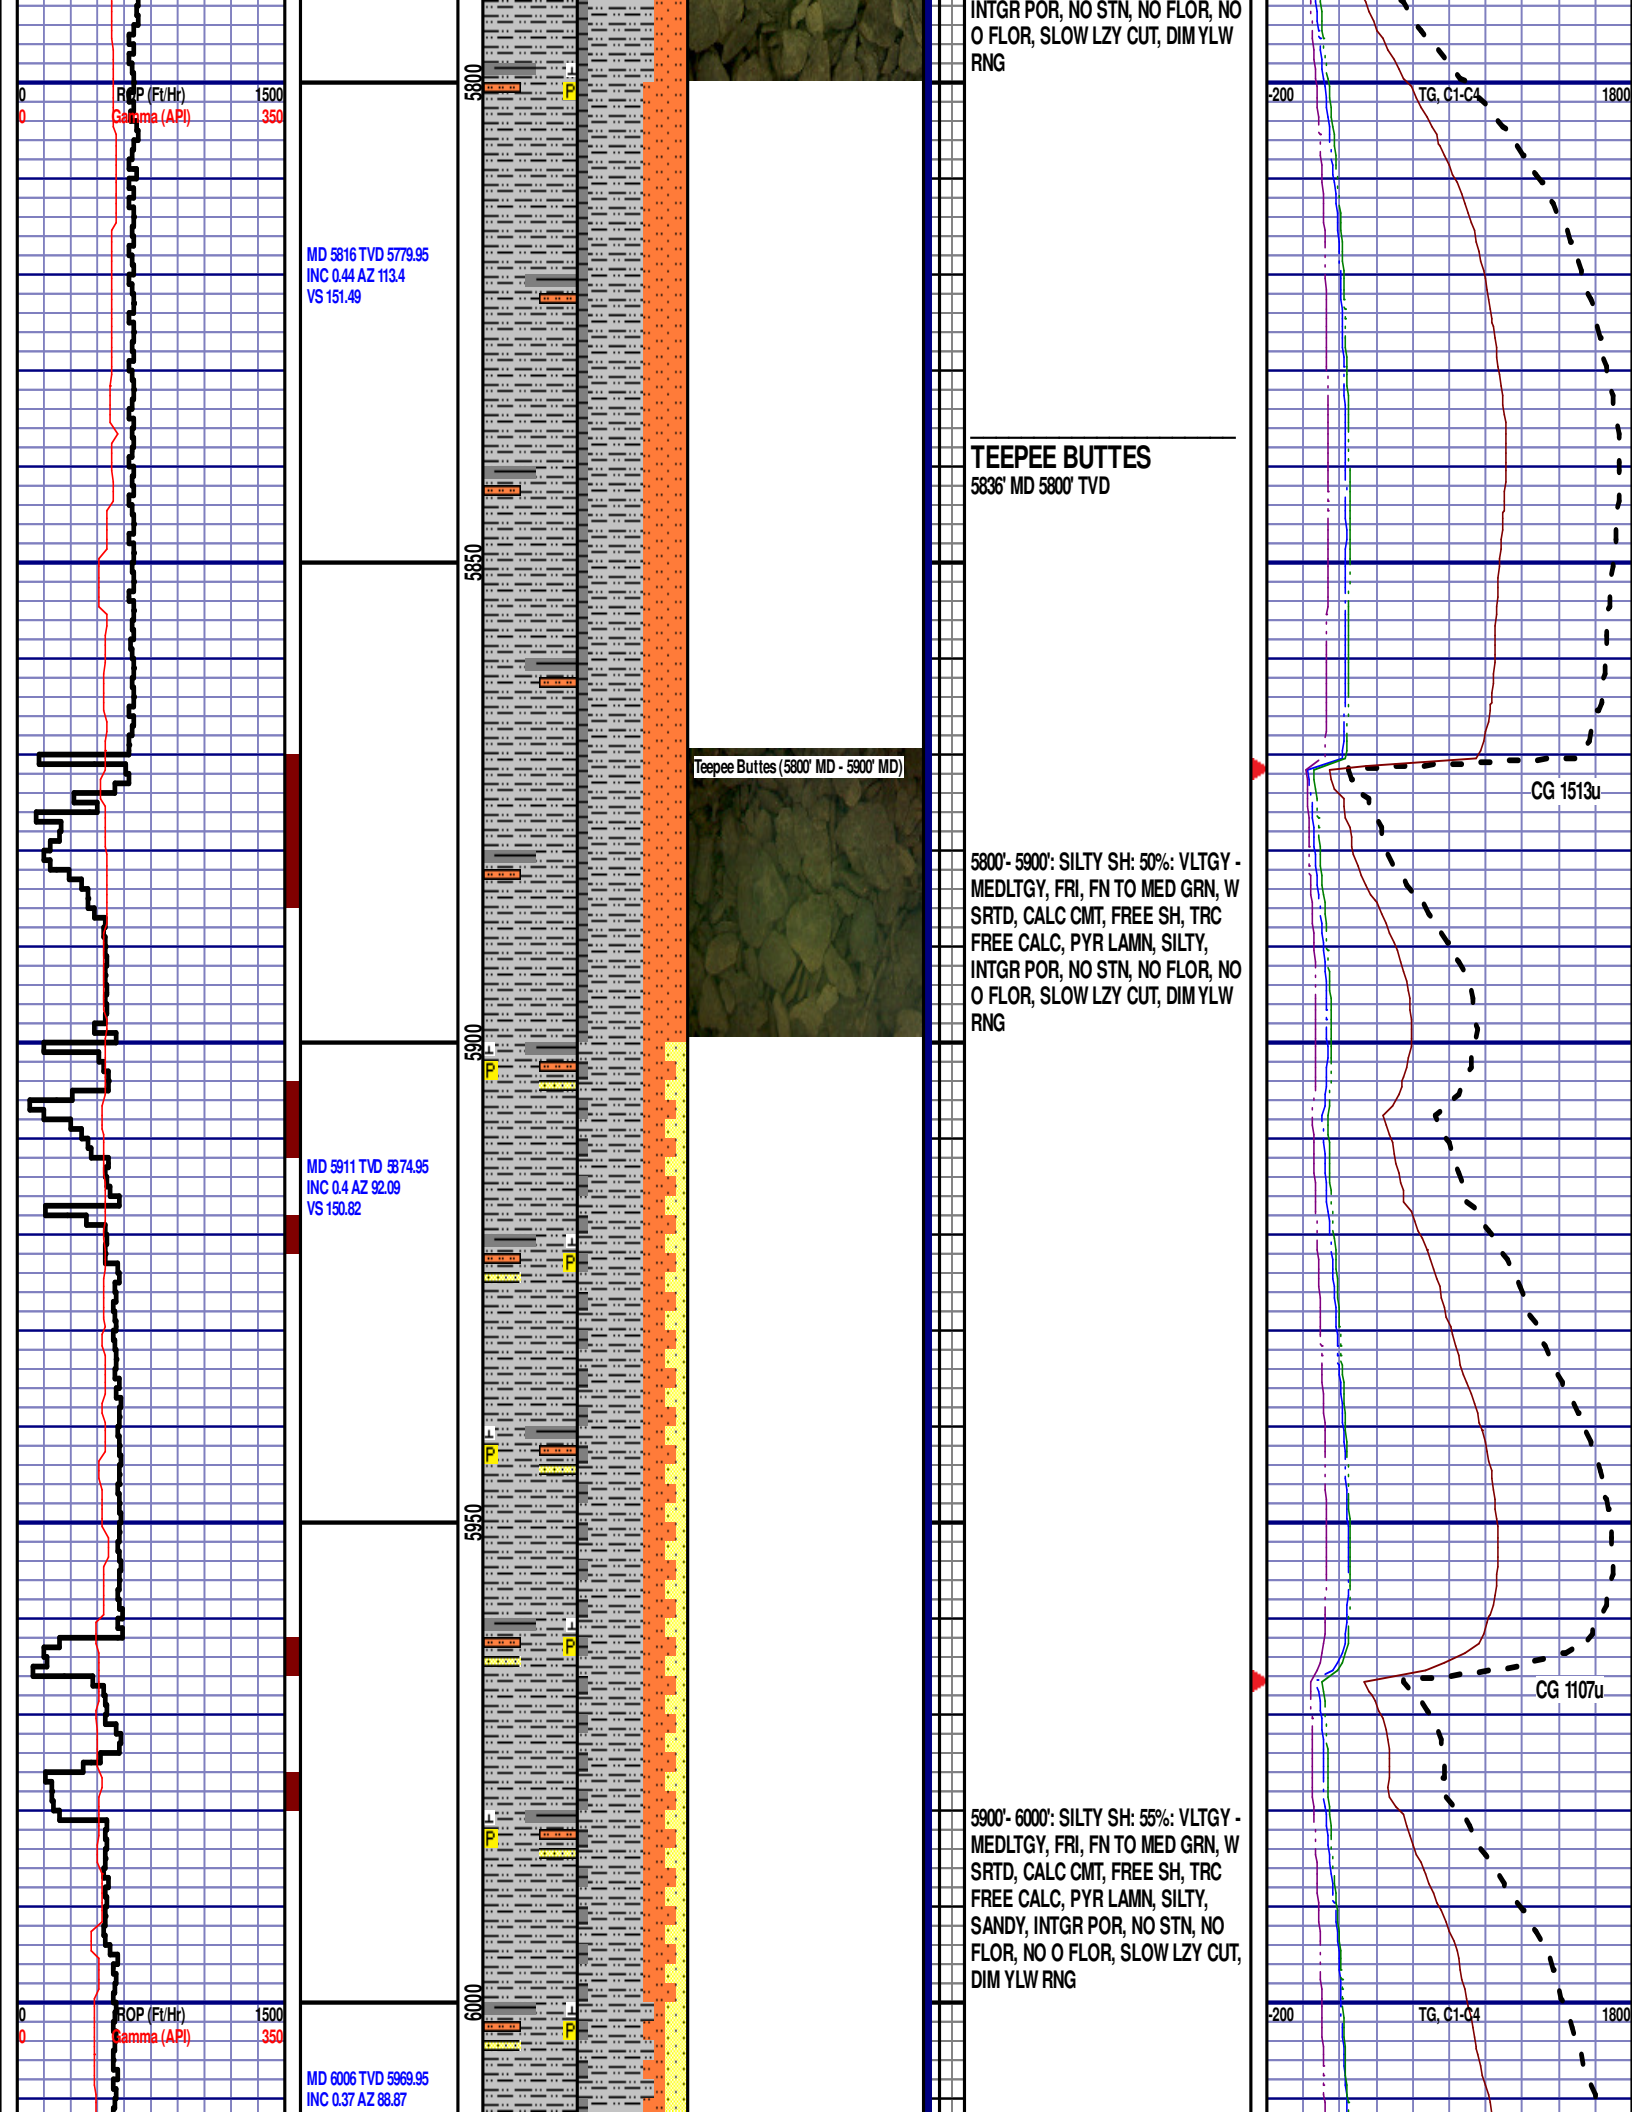 INTGR POR, NO STN, NO FLOR, NO
O FLOR, SLOW LZY CUT, DIM YLW
RNG
5800
P
0 ROP (Ft/Hr) 1500
0 Gamma (API) 350
-200 TG, C1-C4 1800
MD 5816 TVD 5779.95
INC 0.44 AZ 113.4
VS 151.49
TEEPEE BUTTES
5836' MD 5800' TVD
5850
Teepee Buttes (5800' MD - 5900' MD)
CG 1513u
5800'- 5900': SILTY SH: 50%: VLTGY -
MEDLTGY, FRI, FN TO MED GRN, W
SRTD, CALC CMT, FREE SH, TRC
FREE CALC, PYR LAMN, SILTY,
INTGR POR, NO STN, NO FLOR, NO
O FLOR, SLOW LZY CUT, DIM YLW
RNG
5900
P
MD 5911 TVD 5874.95
INC 0.4 AZ 92.09
VS 150.82
P
P
5950
P
CG 1107u
5900'- 6000': SILTY SH: 55%: VLTGY -
MEDLTGY, FRI, FN TO MED GRN, W
SRTD, CALC CMT, FREE SH, TRC
FREE CALC, PYR LAMN, SILTY,
SANDY, INTGR POR, NO STN, NO
FLOR, NO O FLOR, SLOW LZY CUT,
DIM YLW RNG
P
6000
P
0 ROP (Ft/Hr) 1500
0 Gamma (API) 350
-200 TG, C1-C4 1800
MD 6006 TVD 5969.95
INC 0.37 AZ 88.87